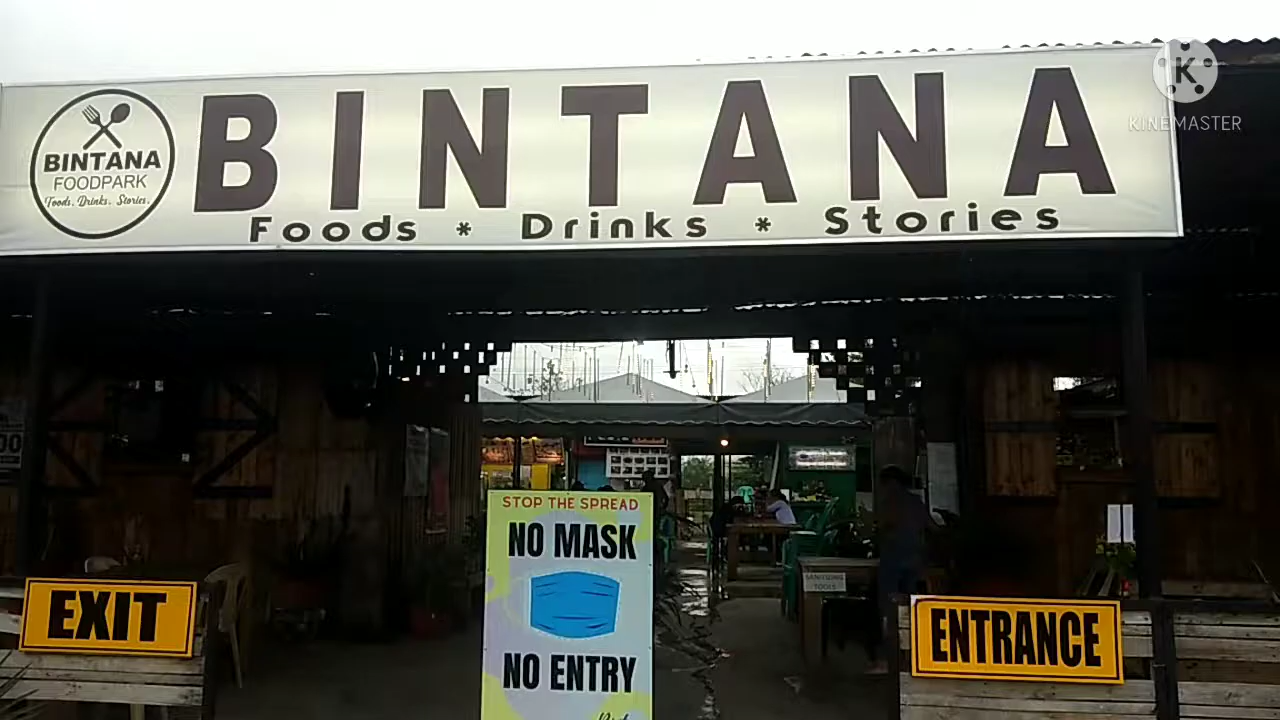 BINTANA
FOODPARK
Foods. Drinks. Stories.
BINTANA
Foods * Drinks * Stories
K
KINEMASTER
STOP THE SPREAD
NO MASK
NO ENTRY
SANITIZING
TOOLS
EXIT
ENTRANCE